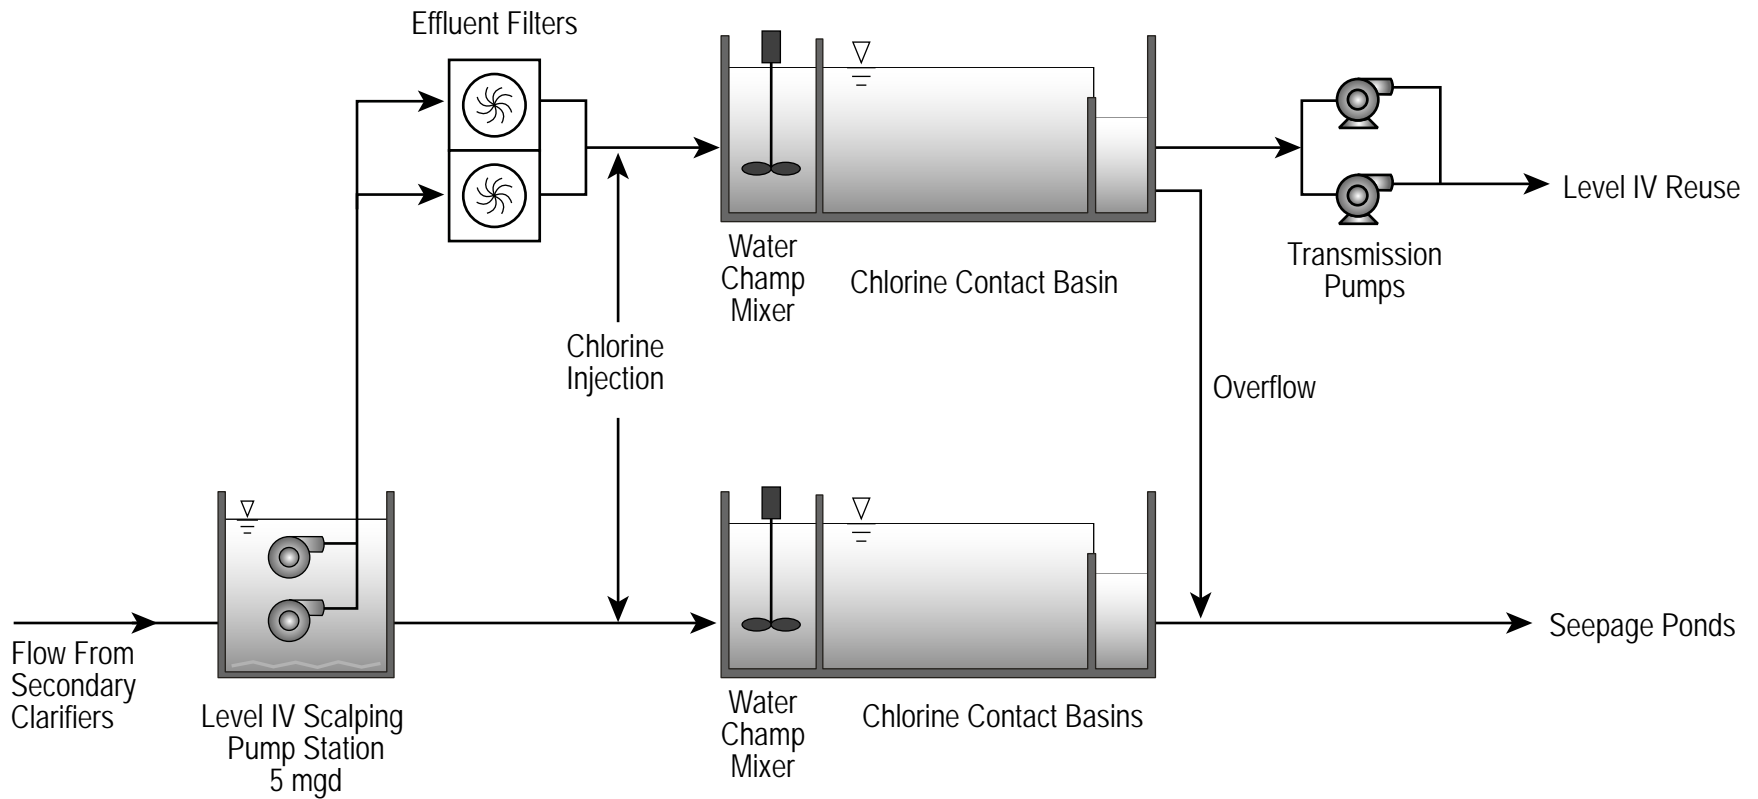 Effluent Filters
Water
Champ
Mixer
Chlorine Contact Basin
Transmission
Pumps
Level IV Reuse
Chlorine
Injection
Overflow
Flow From
Secondary
Clarifiers
Level IV Scalping
Pump Station
5 mgd
Water
Champ
Mixer
Chlorine Contact Basins
Seepage Ponds